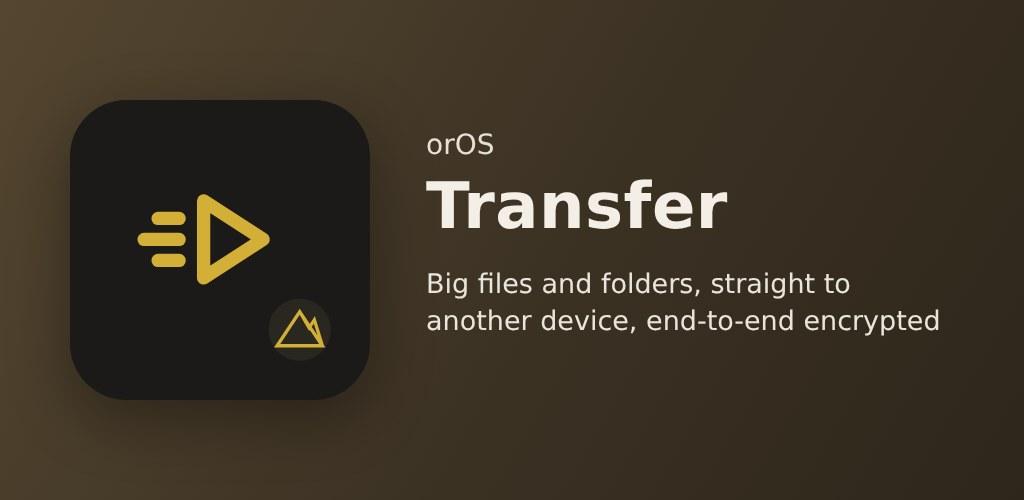 orOS
Transfer
Big files and folders, straight to
another device, end-to-end encrypted